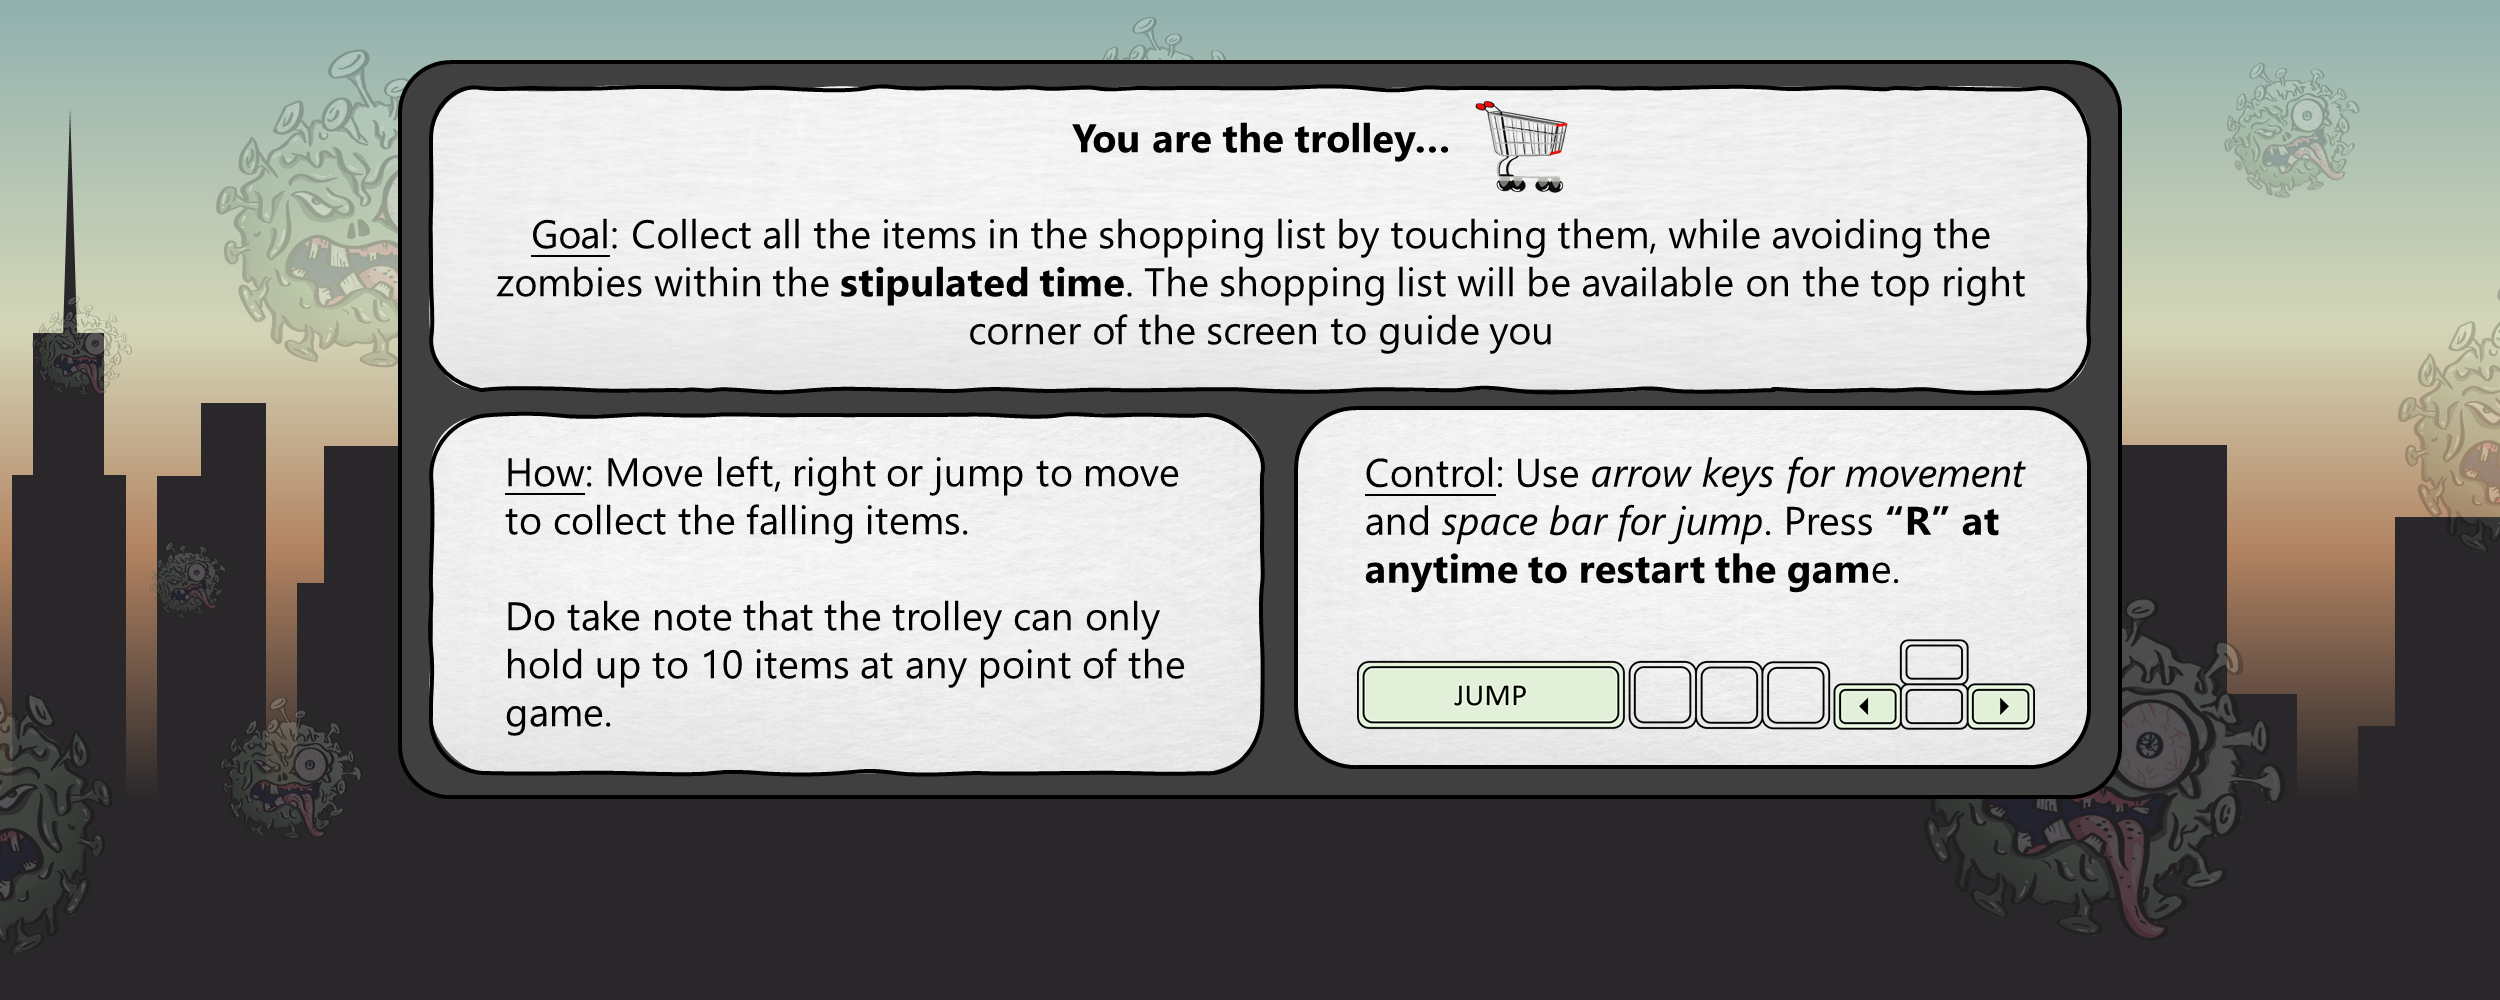 You are the trolley...
Goal: Collect all the items in the shopping list by touching them, while avoiding the
zombies within the stipulated time. The shopping list will be available on the top right
corner of the screen to guide you
How: Move left, right or jump to move
to collect the falling items.
Do take note that the trolley can only
hold up to 10 items at any point of the
game.
Control: Use arrow keys for movement
and space bar for jump. Press “R” at
anytime to restart the game.
JUMP